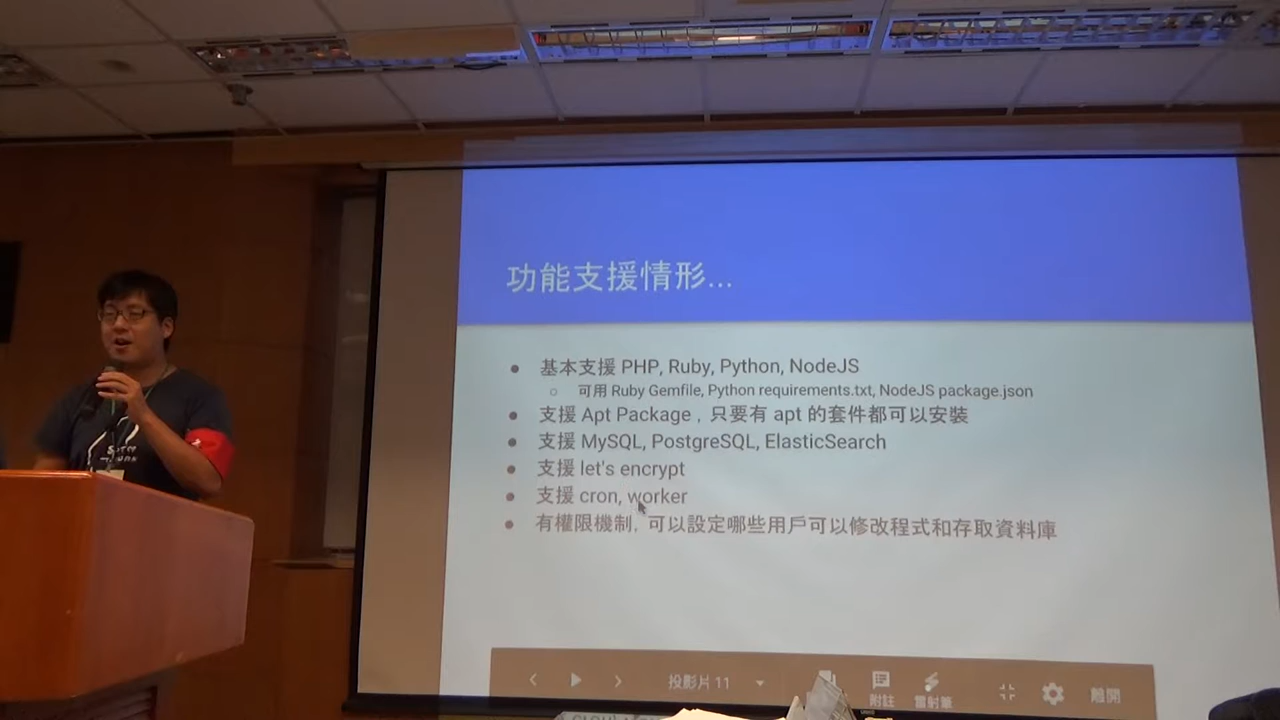 功能支援情形...
● 基本支援 PHP, Ruby, Python, NodeJS
○ 可用 Ruby Gemfile, Python requirements.txt, NodeJS package.json
● 支援 Apt Package，只要有 apt 的套件都可以安裝
● 支援 MySQL, PostgreSQL, ElasticSearch
● 支援 let's encrypt
● 支援 cron, worker
● 有權限機制, 可以設定哪些用戶可以修改程式和存取資料庫
投影片 11
附註
雷射筆
離開